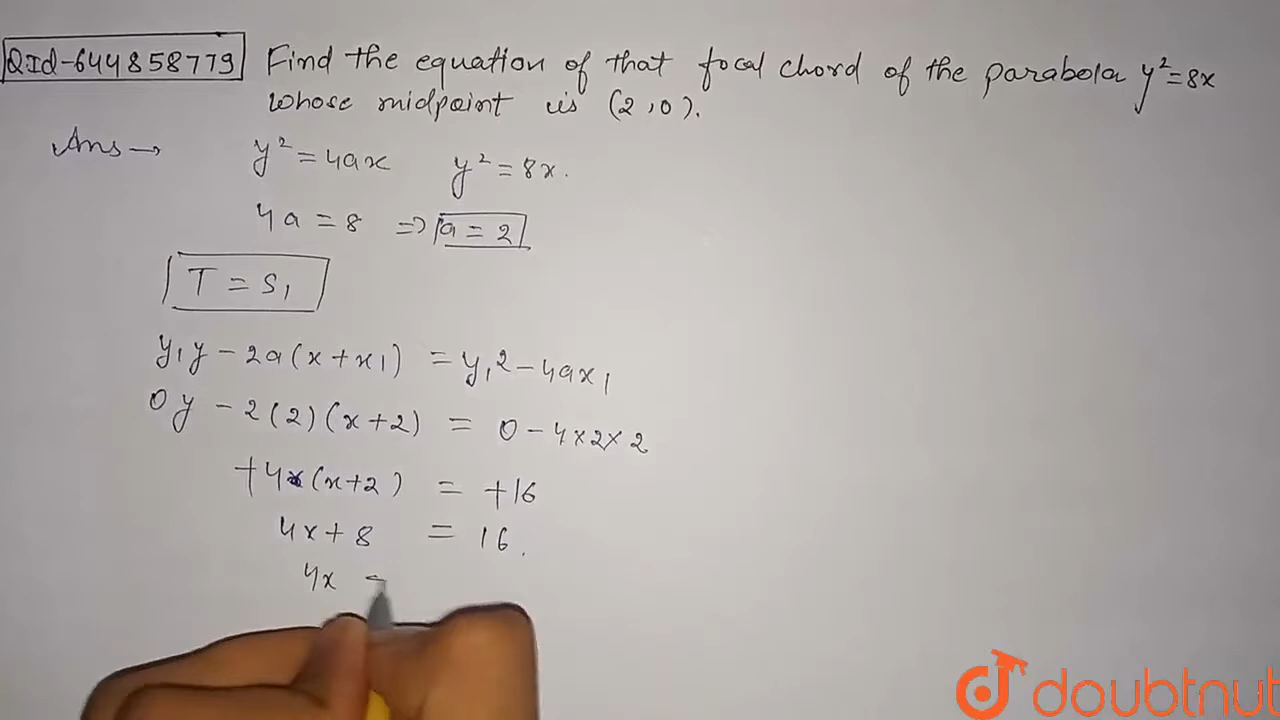 QId-644858779 Find the equation of that focal chord of the parabola y²=8x
whose midpoint is (2,0).
Ans → y² = 4ax y² = 8x.
4a = 8 ⇒ a = 2
T = S₁
y₁y - 2a(x+x₁) = y₁² - 4ax₁
0y - 2(2)(x+2) = 0 - 4×2×2
+4x(x+2) = +16
4x + 8 = 16.
4x =
doubtnut